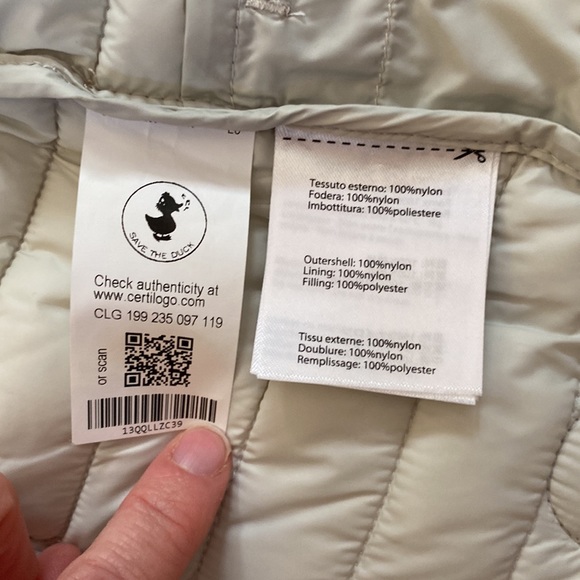 SAVE THE DUCK
Check authenticity at
www.certilogo.com
CLG 199 235 097 119
or scan
13QQLLZC39
Tessuto esterno: 100%nylon
Fodera: 100%nylon
Imbottitura: 100%poliestere
Outershell: 100%nylon
Lining: 100%nylon
Filling: 100%polyester
Tissu externe: 100%nylon
Doublure: 100%nylon
Remplissage: 100%polyester